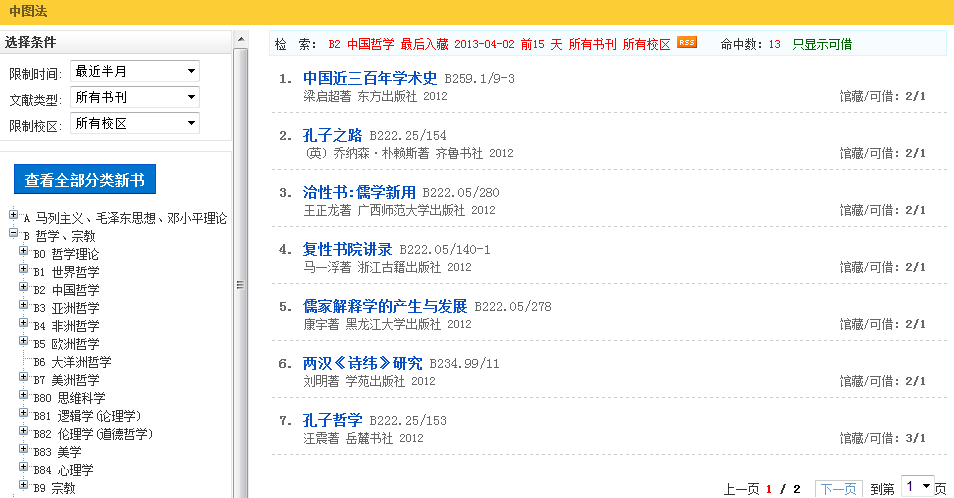 中图法
选择条件
限制时间: 最近半月
文献类型: 所有书刊
限制校区: 所有校区
查看全部分类新书
A 马列主义、毛泽东思想、邓小平理论
B 哲学、宗教
B0 哲学理论
B1 世界哲学
B2 中国哲学
B3 亚洲哲学
B4 非洲哲学
B5 欧洲哲学
B6 大洋洲哲学
B7 美洲哲学
B80 思维科学
B81 逻辑学(论理学)
B82 伦理学(道德哲学)
B83 美学
B84 心理学
B9 宗教
检 索: B2 中国哲学 最后入藏 2013-04-02 前15 天 所有书刊 所有校区 RSS 命中数: 13 只显示可借
1. 中国近三百年学术史 B259.1/9-3
梁启超著 东方出版社 2012 馆藏/可借: 2/1
2. 孔子之路 B222.25/154
(英) 乔纳森·朴赖斯著 齐鲁书社 2012 馆藏/可借: 2/1
3. 洽性书:儒学新用 B222.05/280
王正龙著 广西师范大学出版社 2012 馆藏/可借: 2/1
4. 复性书院讲录 B222.05/140-1
马一浮著 浙江古籍出版社 2012 馆藏/可借: 2/1
5. 儒家解释学的产生与发展 B222.05/278
康宇著 黑龙江大学出版社 2012 馆藏/可借: 2/1
6. 两汉《诗纬》研究 B234.99/11
刘明著 学苑出版社 2012 馆藏/可借: 2/1
7. 孔子哲学 B222.25/153
汪震著 岳麓书社 2012 馆藏/可借: 3/1
上一页 1 / 2 下一页 到第 1 页